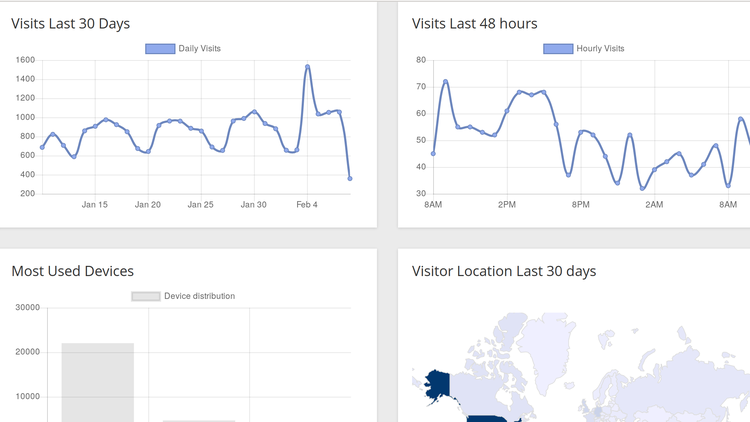 Visits Last 30 Days
Daily Visits
1600
1400
1200
1000
800
600
400
200
Jan 15 Jan 20 Jan 25 Jan 30 Feb 4
Visits Last 48 hours
Hourly Visits
80
70
60
50
40
30
8AM 2PM 8PM 2AM 8AM
Most Used Devices
Device distribution
30000
20000
10000
Visitor Location Last 30 days